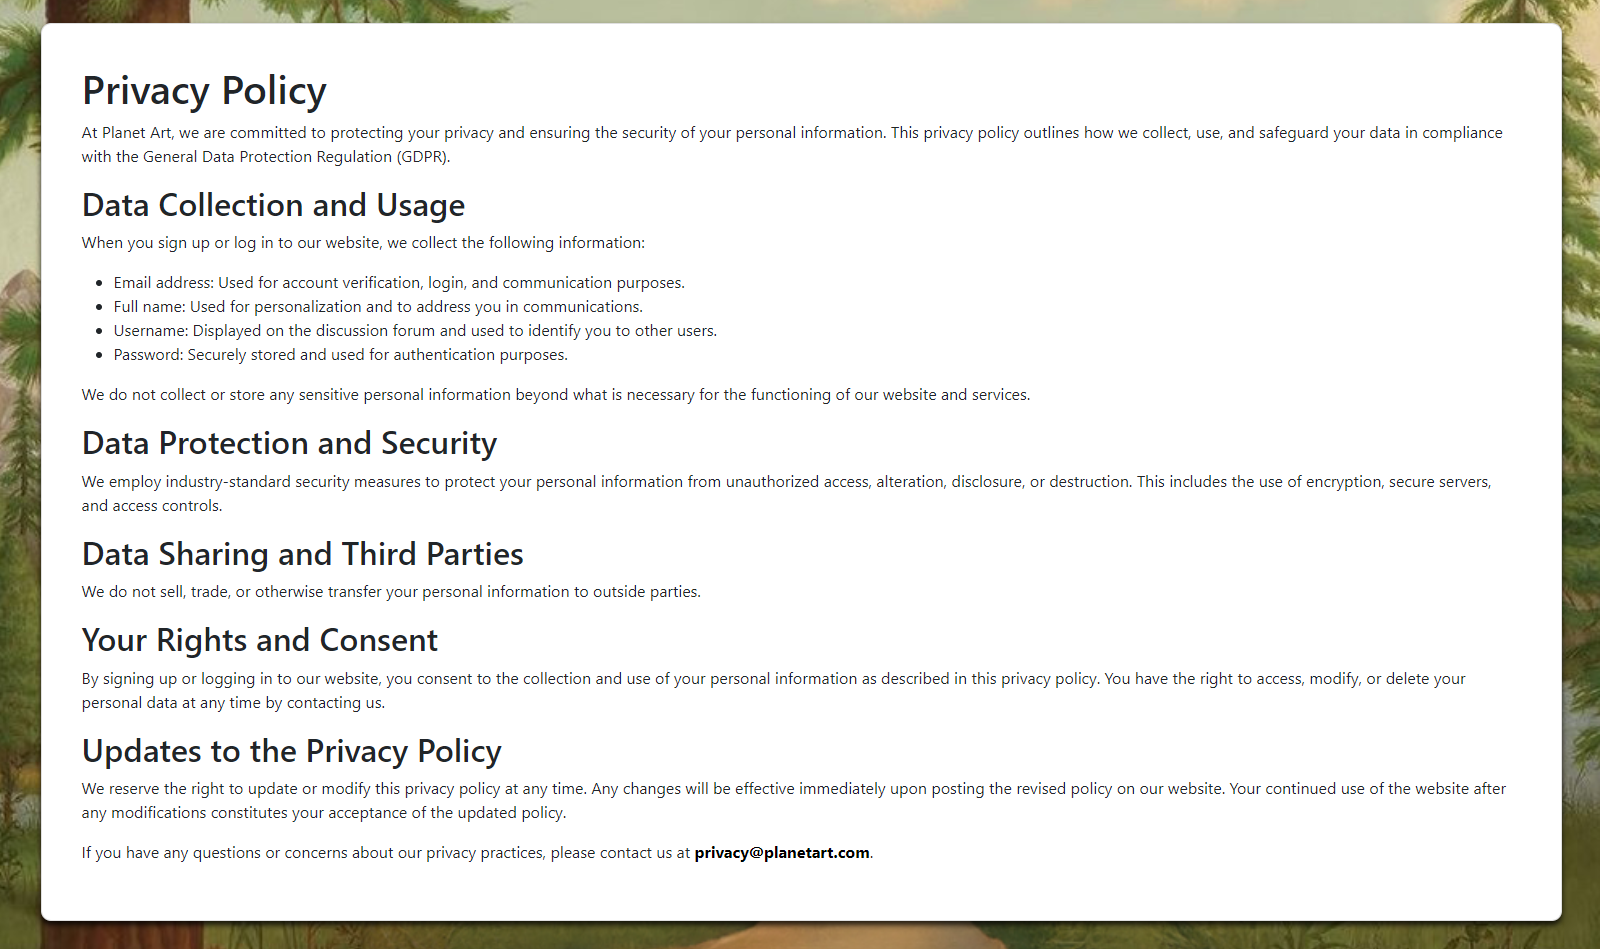 Privacy Policy
At Planet Art, we are committed to protecting your privacy and ensuring the security of your personal information. This privacy policy outlines how we collect, use, and safeguard your data in compliance
with the General Data Protection Regulation (GDPR).
Data Collection and Usage
When you sign up or log in to our website, we collect the following information:
• Email address: Used for account verification, login, and communication purposes.
• Full name: Used for personalization and to address you in communications.
• Username: Displayed on the discussion forum and used to identify you to other users.
• Password: Securely stored and used for authentication purposes.
We do not collect or store any sensitive personal information beyond what is necessary for the functioning of our website and services.
Data Protection and Security
We employ industry-standard security measures to protect your personal information from unauthorized access, alteration, disclosure, or destruction. This includes the use of encryption, secure servers,
and access controls.
Data Sharing and Third Parties
We do not sell, trade, or otherwise transfer your personal information to outside parties.
Your Rights and Consent
By signing up or logging in to our website, you consent to the collection and use of your personal information as described in this privacy policy. You have the right to access, modify, or delete your
personal data at any time by contacting us.
Updates to the Privacy Policy
We reserve the right to update or modify this privacy policy at any time. Any changes will be effective immediately upon posting the revised policy on our website. Your continued use of the website after
any modifications constitutes your acceptance of the updated policy.
If you have any questions or concerns about our privacy practices, please contact us at privacy@planetart.com.